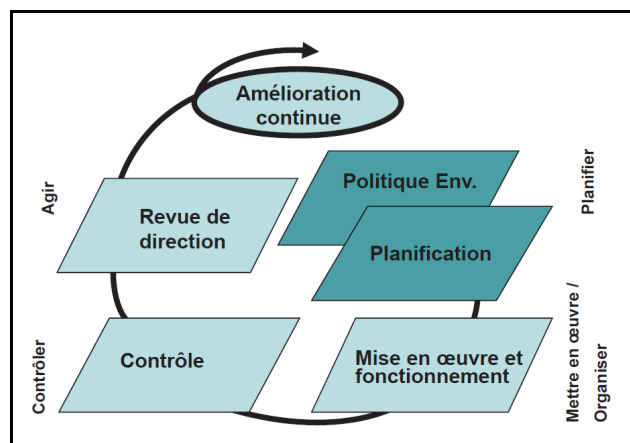 Amélioration
continue
Politique Env.
Planification
Revue de
direction
Contrôle
Mise en œuvre et
fonctionnement
Agir
Contrôler
Planifier
Mettre en œuvre /
Organiser